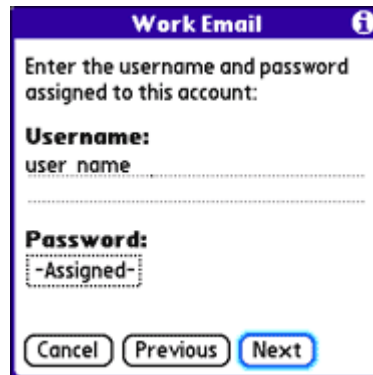 Work Email
Enter the username and password
assigned to this account:
Username:
user name
Password:
-Assigned-
Cancel Previous Next